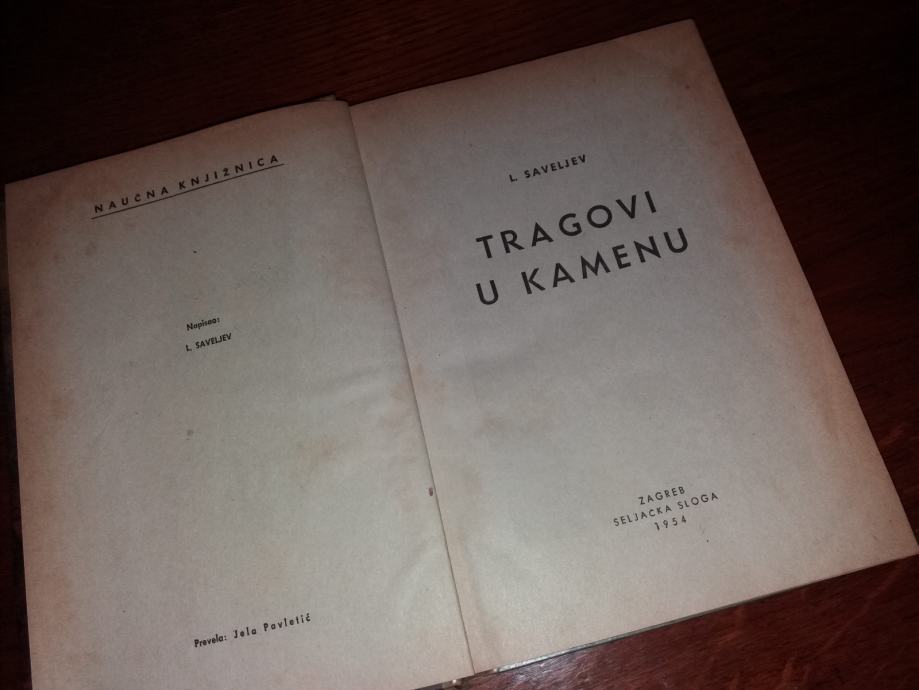 NAUČNA KNJIŽNICA
Napisao:
L. SAVELJEV
Prevela: Jela Pavletić
L. SAVELJEV
TRAGOVI
U KAMENU
ZAGREB
SELJAČKA SLOGA
1954